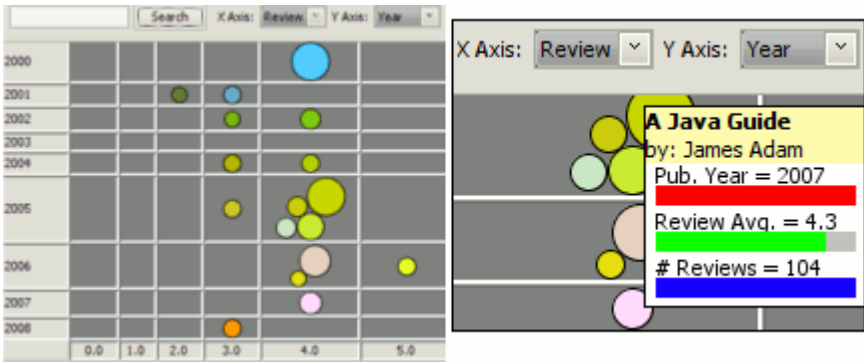 Search X Axis: Review Y Axis: Year
2000
2001
2002
2003
2004
2005
2006
2007
2008
0.0 1.0 2.0 3.0 4.0 5.0
X Axis: Review Y Axis: Year
A Java Guide
by: James Adam
Pub. Year = 2007
Review Avg. = 4.3
# Reviews = 104